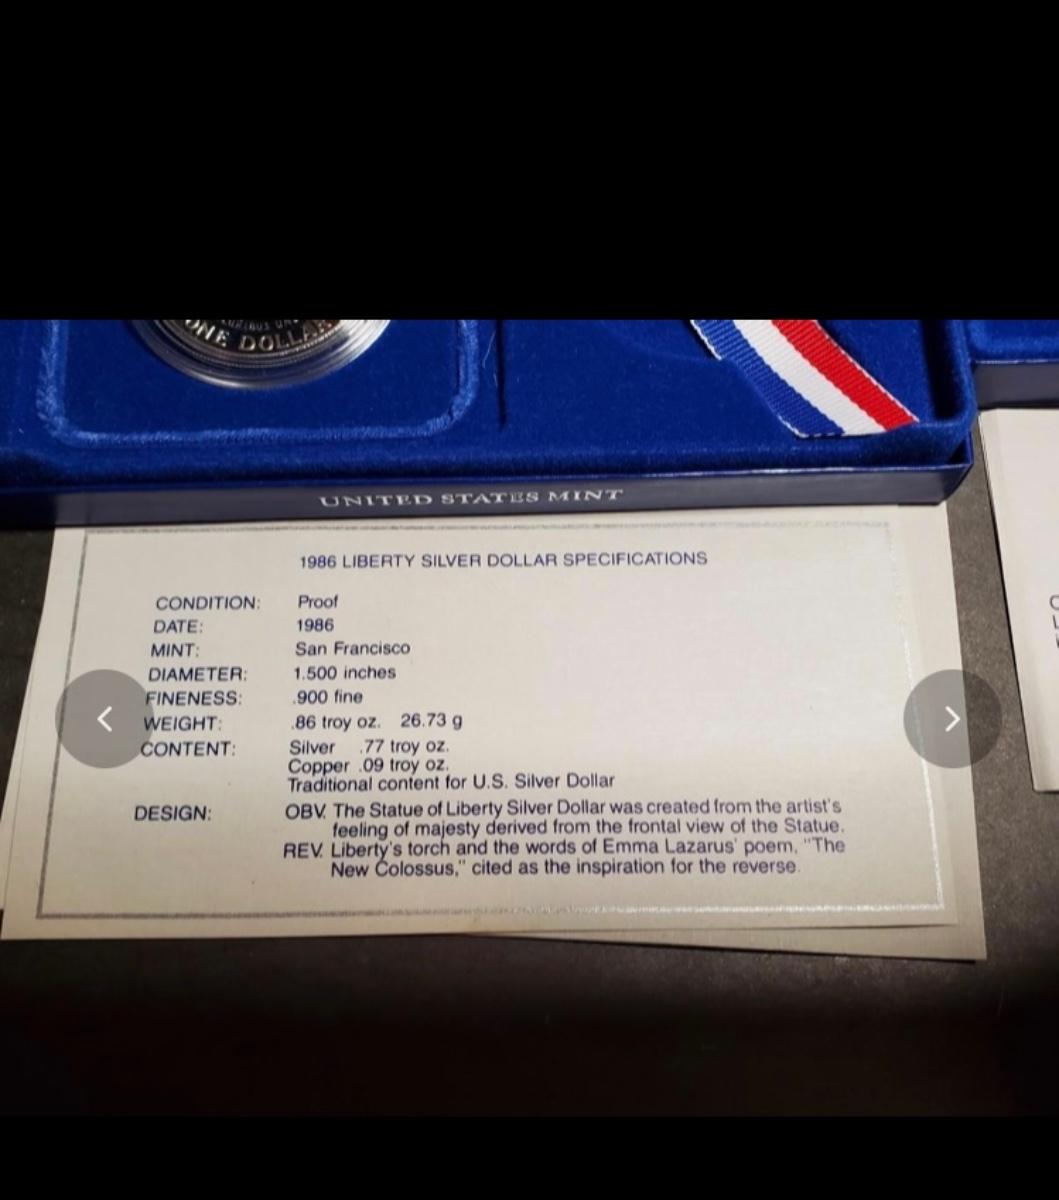 PLURIBUS UN
ONE DOLLAR
UNITED STATES MINT
1986 LIBERTY SILVER DOLLAR SPECIFICATIONS
CONDITION: Proof
DATE: 1986
MINT: San Francisco
DIAMETER: 1.500 inches
FINENESS: .900 fine
WEIGHT: .86 troy oz. 26.73 g
CONTENT: Silver .77 troy oz.
Copper .09 troy oz.
Traditional content for U.S. Silver Dollar
DESIGN: OBV. The Statue of Liberty Silver Dollar was created from the artist's
feeling of majesty derived from the frontal view of the Statue.
REV. Liberty's torch and the words of Emma Lazarus' poem, "The
New Colossus," cited as the inspiration for the reverse.